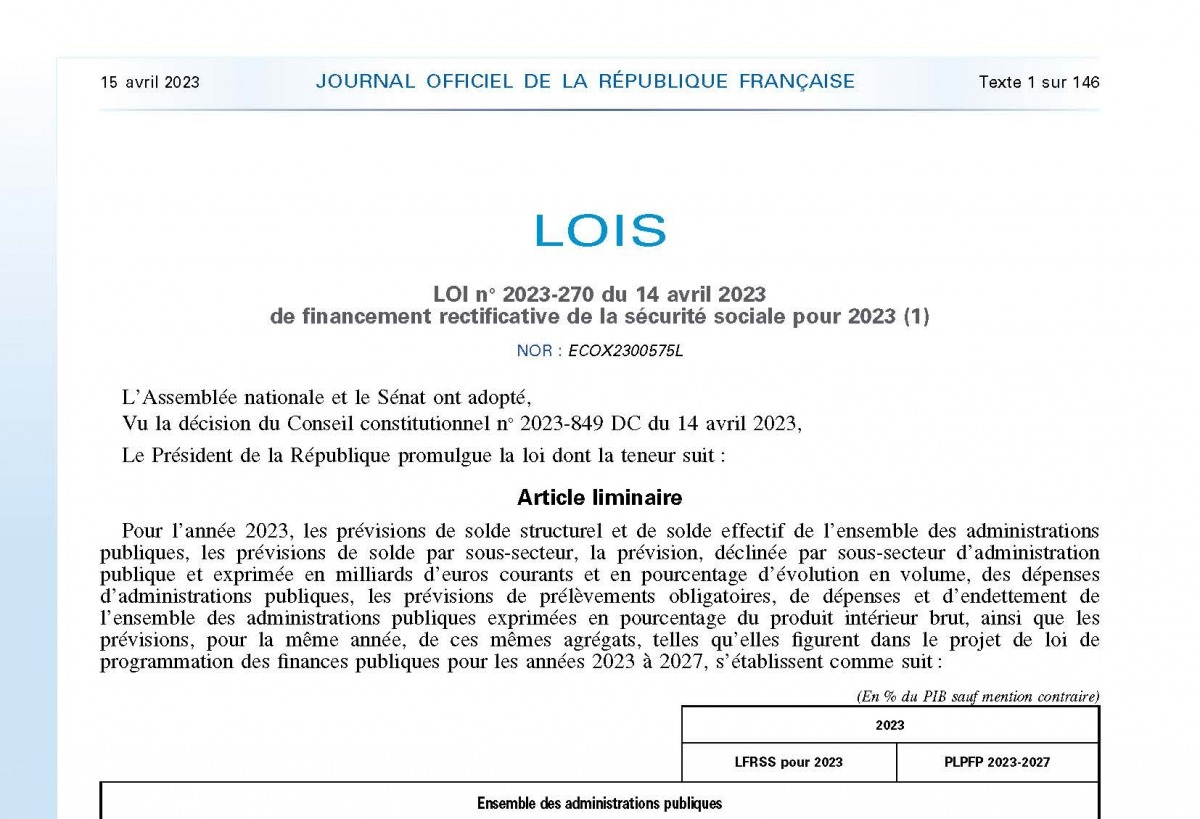 15 avril 2023
JOURNAL OFFICIEL DE LA RÉPUBLIQUE FRANÇAISE
Texte 1 sur 146
LOIS
LOI n° 2023-270 du 14 avril 2023
de financement rectificative de la sécurité sociale pour 2023 (1)
NOR : ECOX2300575L
L’Assemblée nationale et le Sénat ont adopté,
Vu la décision du Conseil constitutionnel n° 2023-849 DC du 14 avril 2023,
Le Président de la République promulgue la loi dont la teneur suit :
Article liminaire
Pour l’année 2023, les prévisions de solde structurel et de solde effectif de l’ensemble des administrations
publiques, les prévisions de solde par sous-secteur, la prévision, déclinée par sous-secteur d’administration
publique et exprimée en milliards d’euros courants et en pourcentage d’évolution en volume, des dépenses
d’administrations publiques, les prévisions de prélèvements obligatoires, de dépenses et d’endettement de
l’ensemble des administrations publiques exprimées en pourcentage du produit intérieur brut, ainsi que les
prévisions, pour la même année, de ces mêmes agrégats, telles qu’elles figurent dans le projet de loi de
programmation des finances publiques pour les années 2023 à 2027, s’établissent comme suit :
(En % du PIB sauf mention contraire)
2023
LFRSS pour 2023
PLPFP 2023-2027
Ensemble des administrations publiques